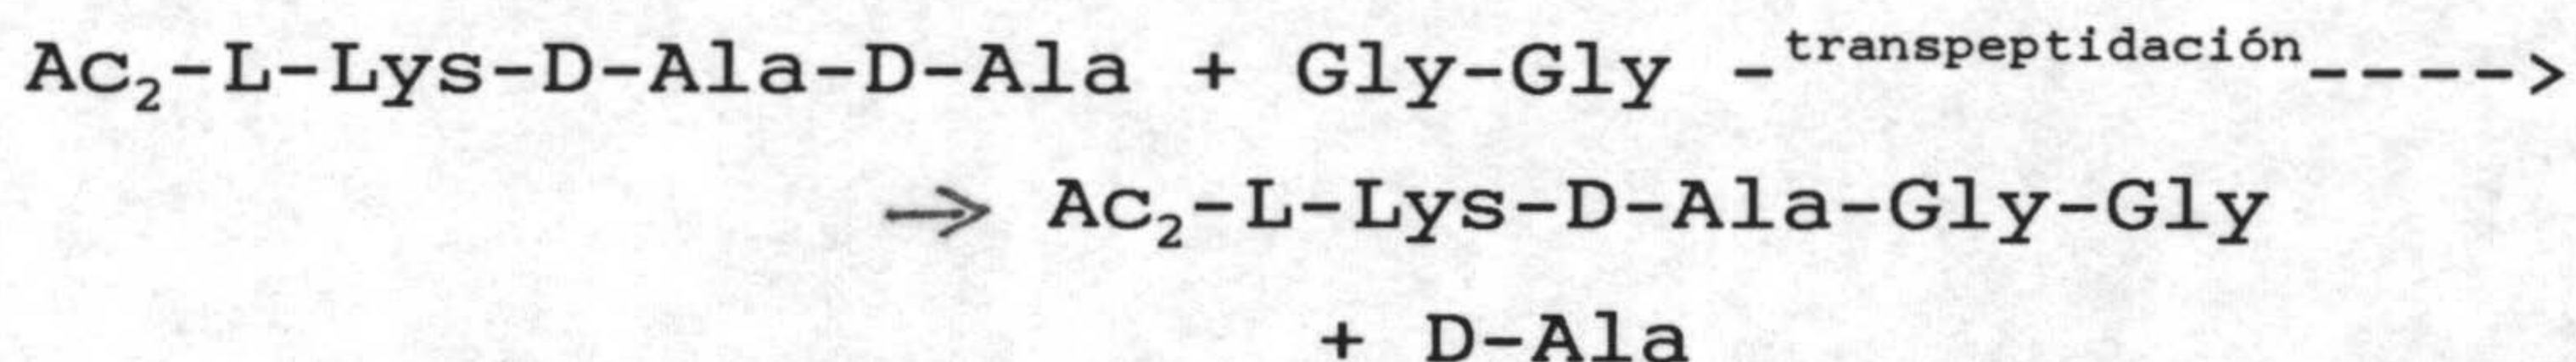 Ac₂-L-Lys-D-Ala-D-Ala + Gly-Gly -transpeptidación---->
→ Ac₂-L-Lys-D-Ala-Gly-Gly
+ D-Ala